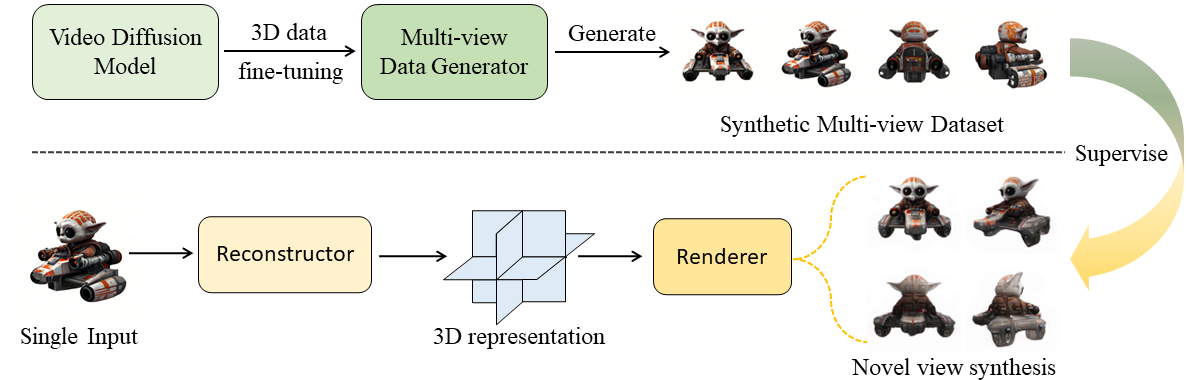 Video Diffusion
Model
3D data
fine-tuning
Multi-view
Data Generator
Generate
Synthetic Multi-view Dataset
Supervise
Single Input
Reconstructor
3D representation
Renderer
Novel view synthesis